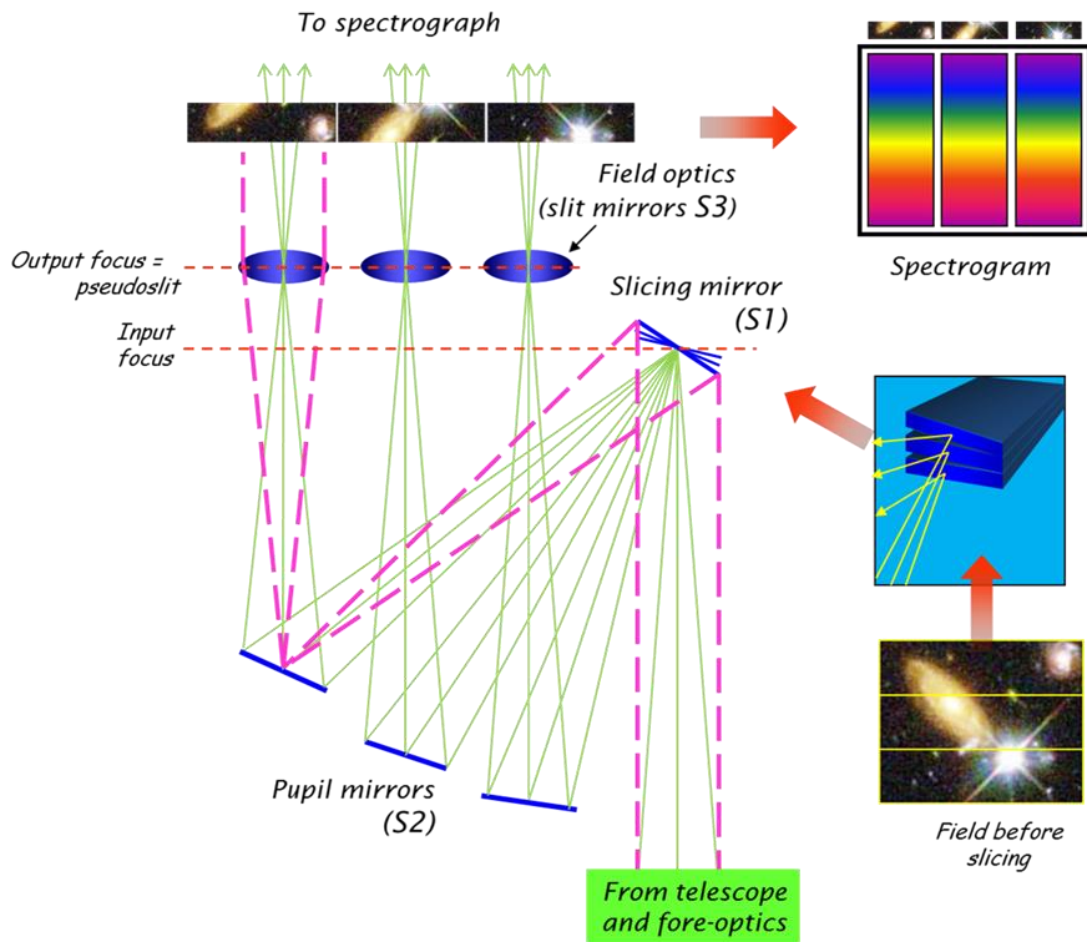 To spectrograph
Field optics
(slit mirrors S3)
Output focus =
pseudoslit
Slicing mirror
(S1)
Input
focus
Spectrogram
Pupil mirrors
(S2)
Field before
slicing
From telescope
and fore-optics